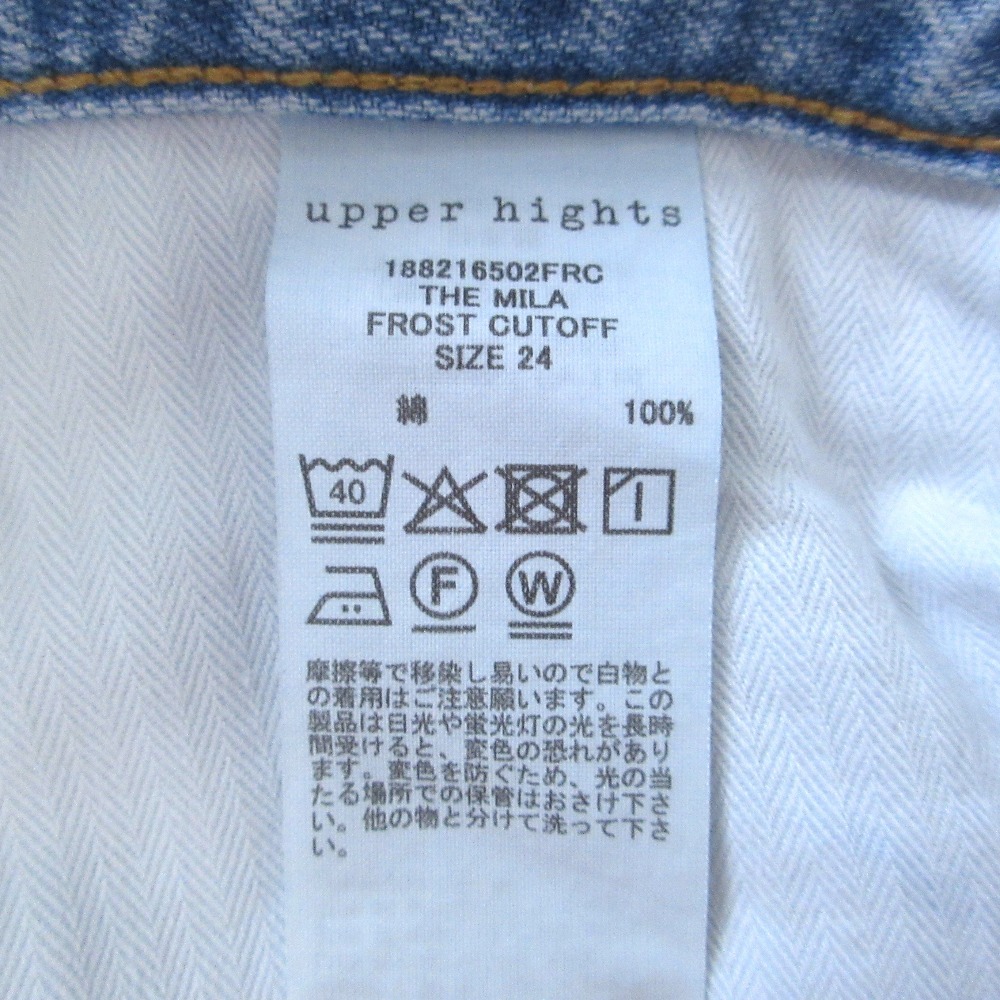 upper hights
188216502FRC
THE MILA
FROST CUTOFF
SIZE 24
綿 100%
40
F W
摩擦等で移染し易いので白物と
の着用はご注意願います。この
製品は日光や蛍光灯の光を長時
間受けると、変色の恐れがあり
ます。変色を防ぐため、光の当
たる場所での保管はおさけ下さ
い。他の物と分けて洗って下さ
い。